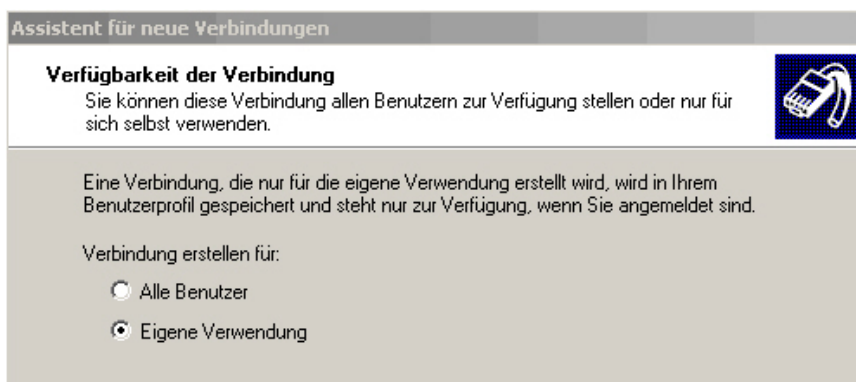 Assistent für neue Verbindungen
Verfügbarkeit der Verbindung
Sie können diese Verbindung allen Benutzern zur Verfügung stellen oder nur für
sich selbst verwenden.
Eine Verbindung, die nur für die eigene Verwendung erstellt wird, wird in Ihrem
Benutzerprofil gespeichert und steht nur zur Verfügung, wenn Sie angemeldet sind.
Verbindung erstellen für:
Alle Benutzer
Eigene Verwendung